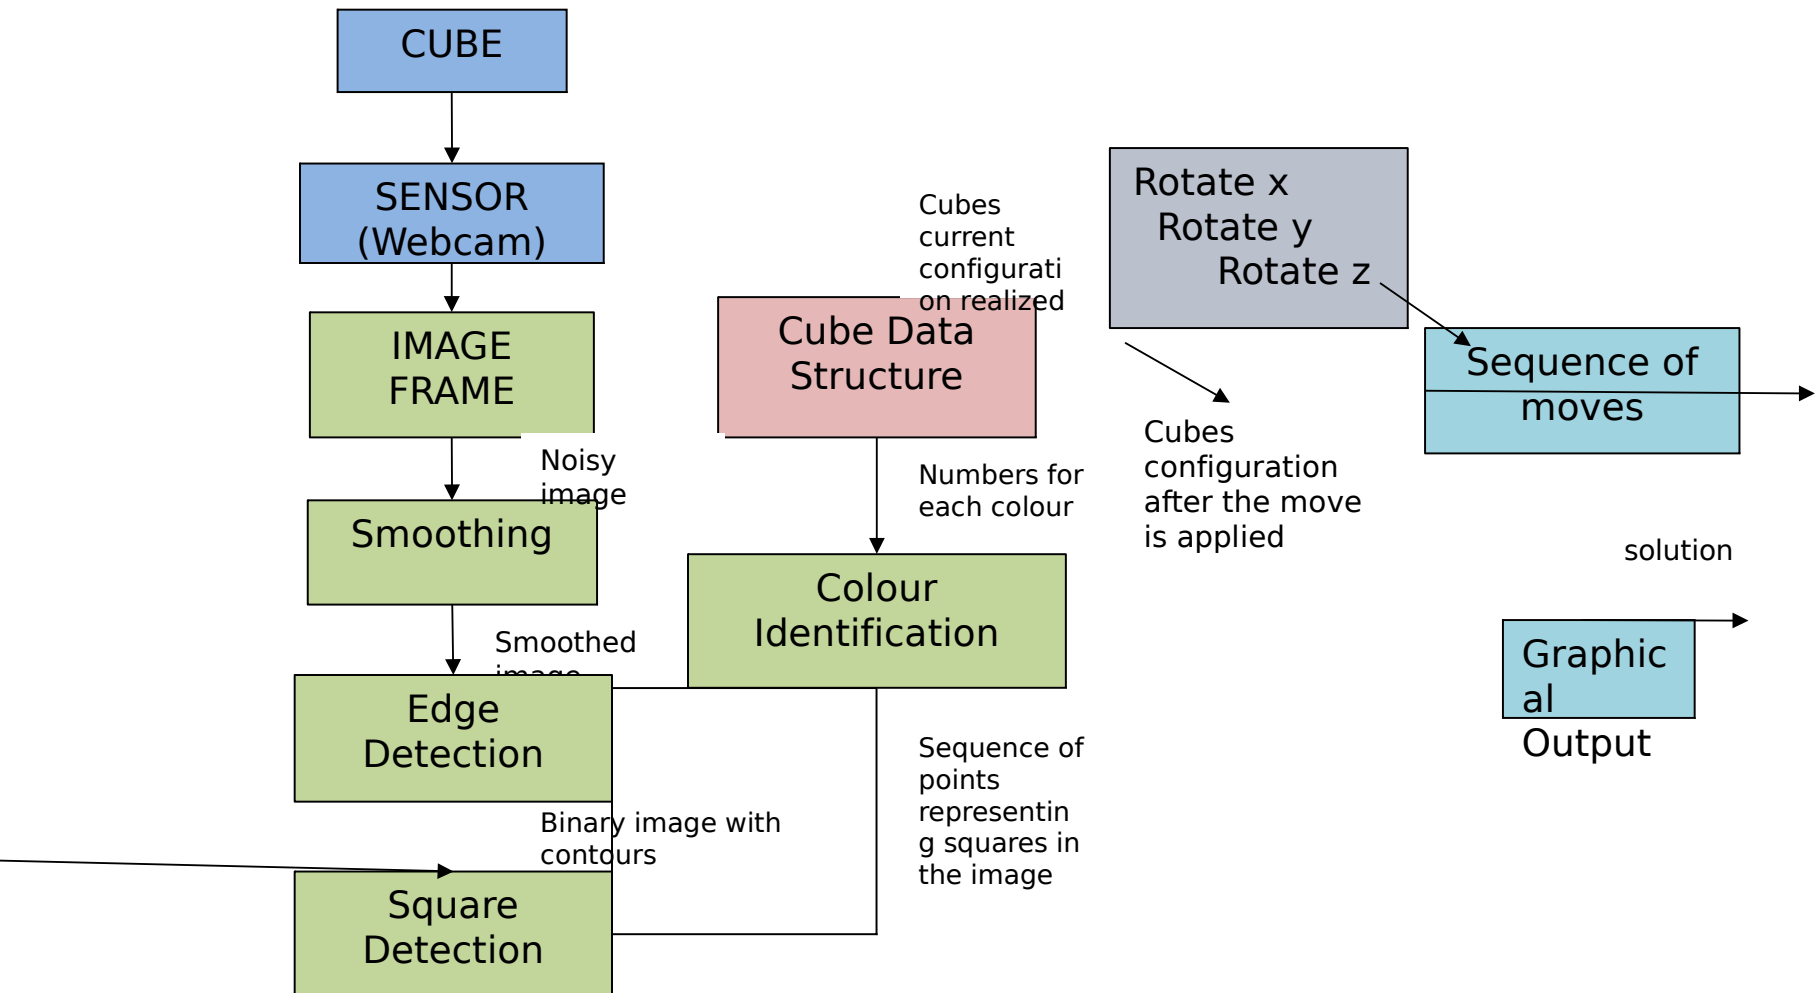 CUBE
SENSOR
(Webcam)
IMAGE
FRAME
Noisy
image
Smoothing
Smoothed
image
Edge
Detection
Binary image with
contours
Square
Detection
Cubes
current
configurati
on realized
Cube Data
Structure
Numbers for
each colour
Colour
Identification
Sequence of
points
representin
g squares in
the image
Rotate x
Rotate y
Rotate z
Cubes
configuration
after the move
is applied
Sequence of
moves
solution
Graphic
al
Output